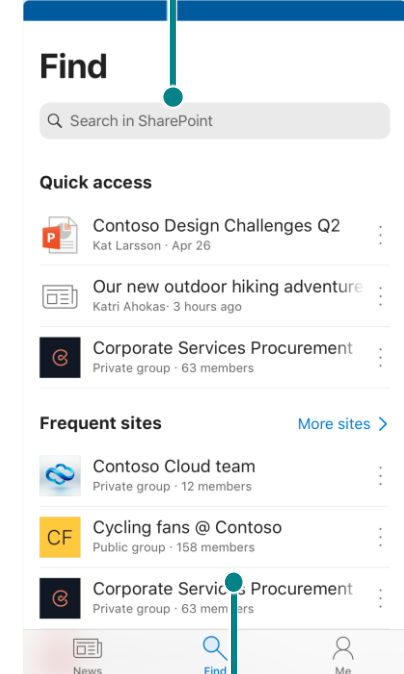 Find
Search in SharePoint
Quick access
P
Contoso Design Challenges Q2
Kat Larsson · Apr 26
Our new outdoor hiking adventure
Katri Ahokas· 3 hours ago
Corporate Services Procurement
Private group · 63 members
Frequent sites
More sites
Contoso Cloud team
Private group · 12 members
CF
Cycling fans @ Contoso
Public group · 158 members
Corporate Services Procurement
Private group · 63 members
News
Find
Me